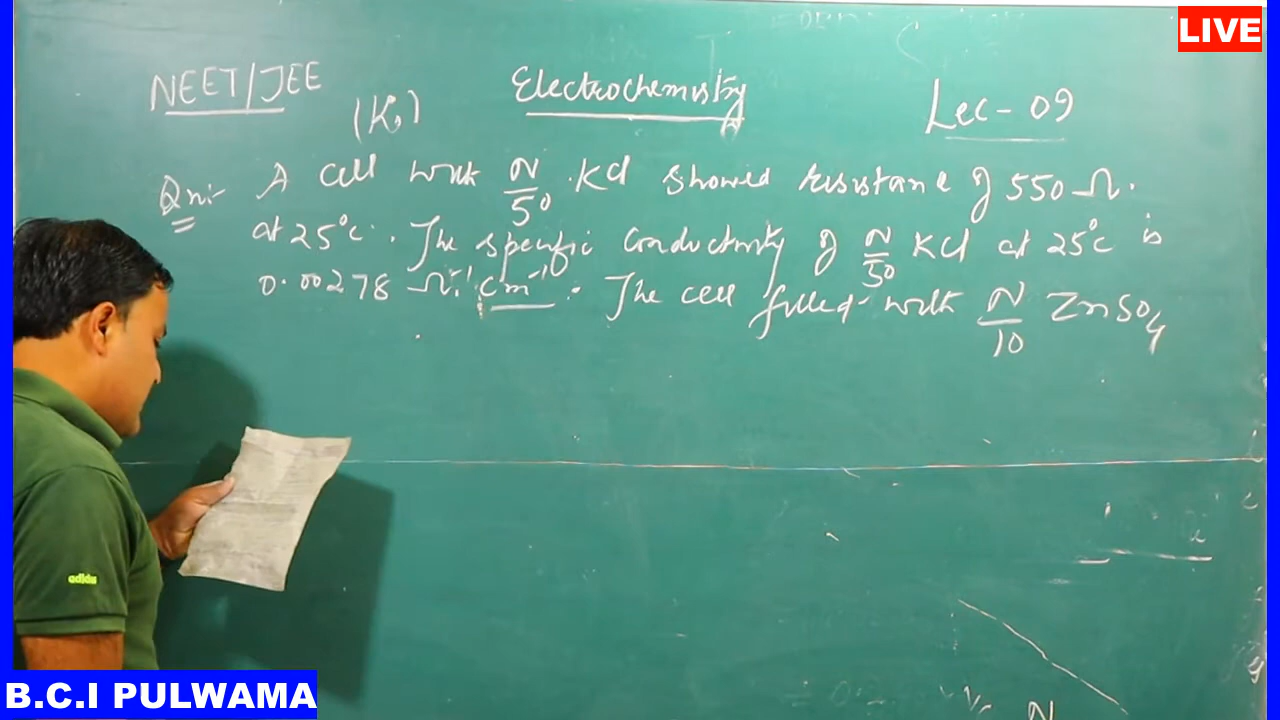 LIVE
NEET/JEE
Electrochemistry
Lec-09
(K)
Qn:- A cell with N/50 KCl showed resistance of 550 Ω.
at 25°C. The specific conductivity of N/50 KCl at 25°C is
0.00278 Ω⁻¹ cm⁻¹. The cell filled with N/10 ZnSO₄
adidas
N
B.C.I PULWAMA